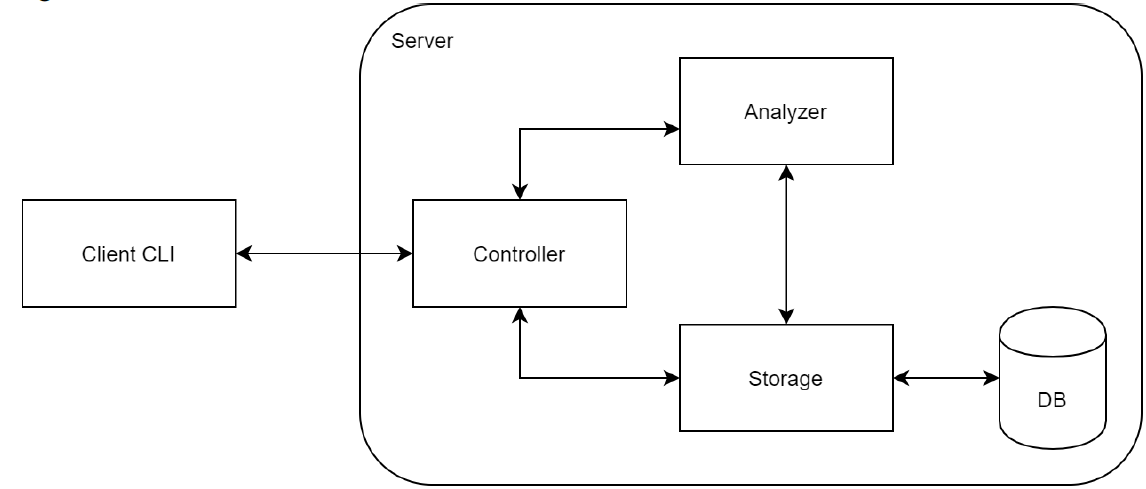 Server
Analyzer
Client CLI
Controller
Storage
DB